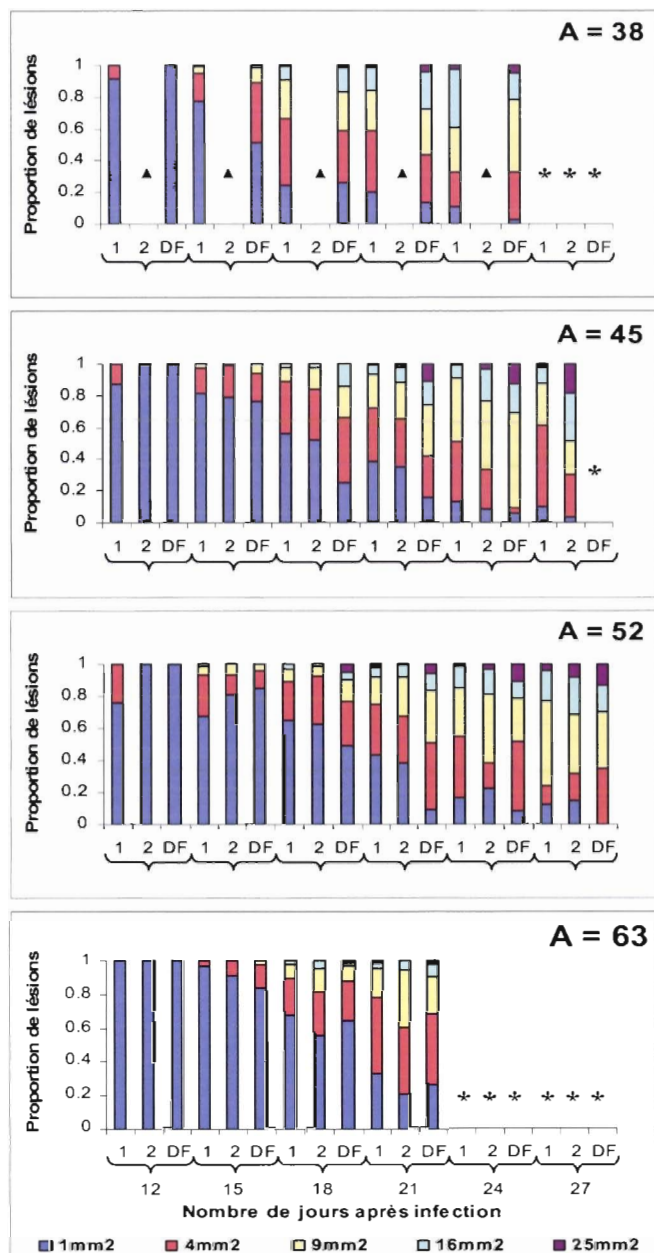 A = 38
Proportion de lésions
1
0.8
0.6
0.4
0.2
0
▲ ▲ ▲ ▲ ▲ * * *
1 2 DF 1 2 DF 1 2 DF 1 2 DF 1 2 DF 1 2 DF
A = 45
Proportion de lésions
1
0.8
0.6
0.4
0.2
0
*
1 2 DF 1 2 DF 1 2 DF 1 2 DF 1 2 DF 1 2 DF
A = 52
Proportion de lésions
1
0.8
0.6
0.4
0.2
0
1 2 DF 1 2 DF 1 2 DF 1 2 DF 1 2 DF 1 2 DF
A = 63
Proportion de lésions
1
0.8
0.6
0.4
0.2
0
* * * * * *
1 2 DF 1 2 DF 1 2 DF 1 2 DF 1 2 DF 1 2 DF
12 15 18 21 24 27
Nombre de jours après infection
1mm2 4mm2 9mm2 16mm2 25mm2